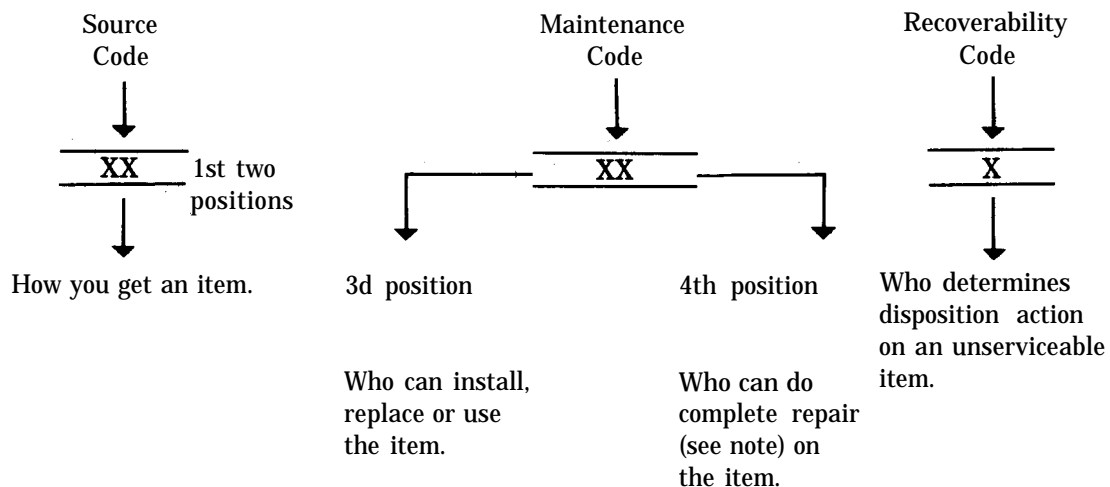 Source
Code
Maintenance
Code
Recoverability
Code
XX
1st two
positions
XX
X
How you get an item.
3d position
4th position
Who determines
disposition action
on an unserviceable
item.
Who can install,
replace or use
the item.
Who can do
complete repair
(see note) on
the item.